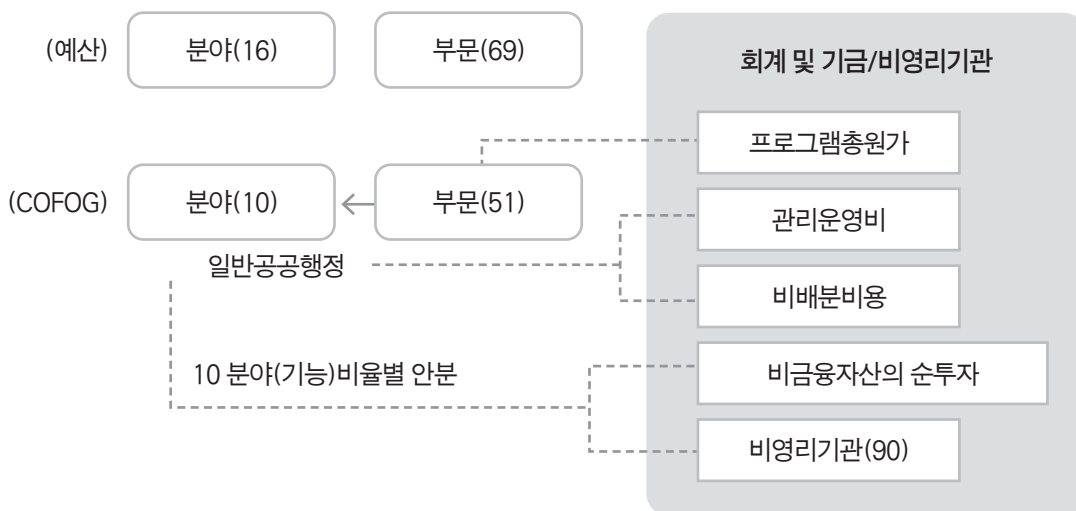 (예산)
분야(16)
부문(69)
회계 및 기금/비영리기관
프로그램총원가
(COFOG)
분야(10)
부문(51)
관리운영비
일반공공행정
비배분비용
10 분야(기능)비율별 안분
비금융자산의 순투자
비영리기관(90)